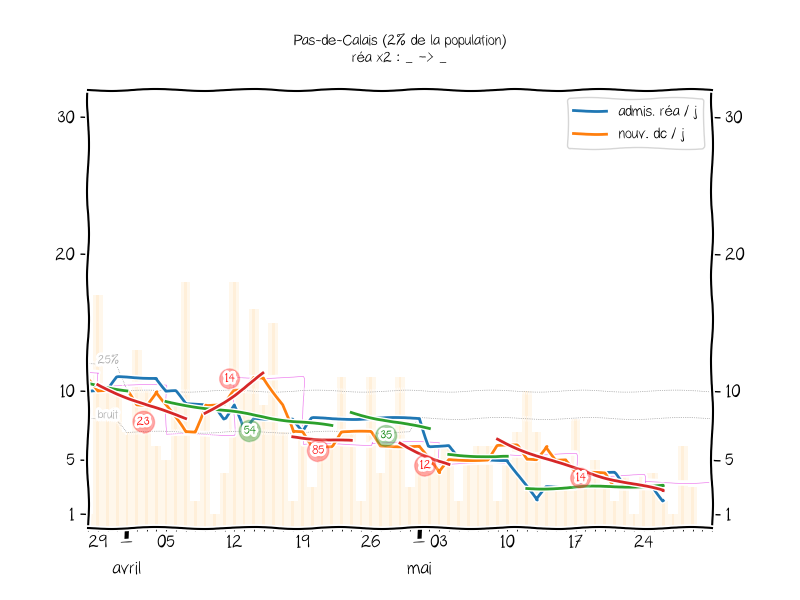 Pas-de-Calais (2% de la population)
réa x2 : _ -> _
admis. réa / j
nouv. dc / j
30
30
20
20
25%
14
10
10
bruit
23
54
35
85
12
14
5
5
1
1
29 05 12 19 26 03 10 17 24
avril mai